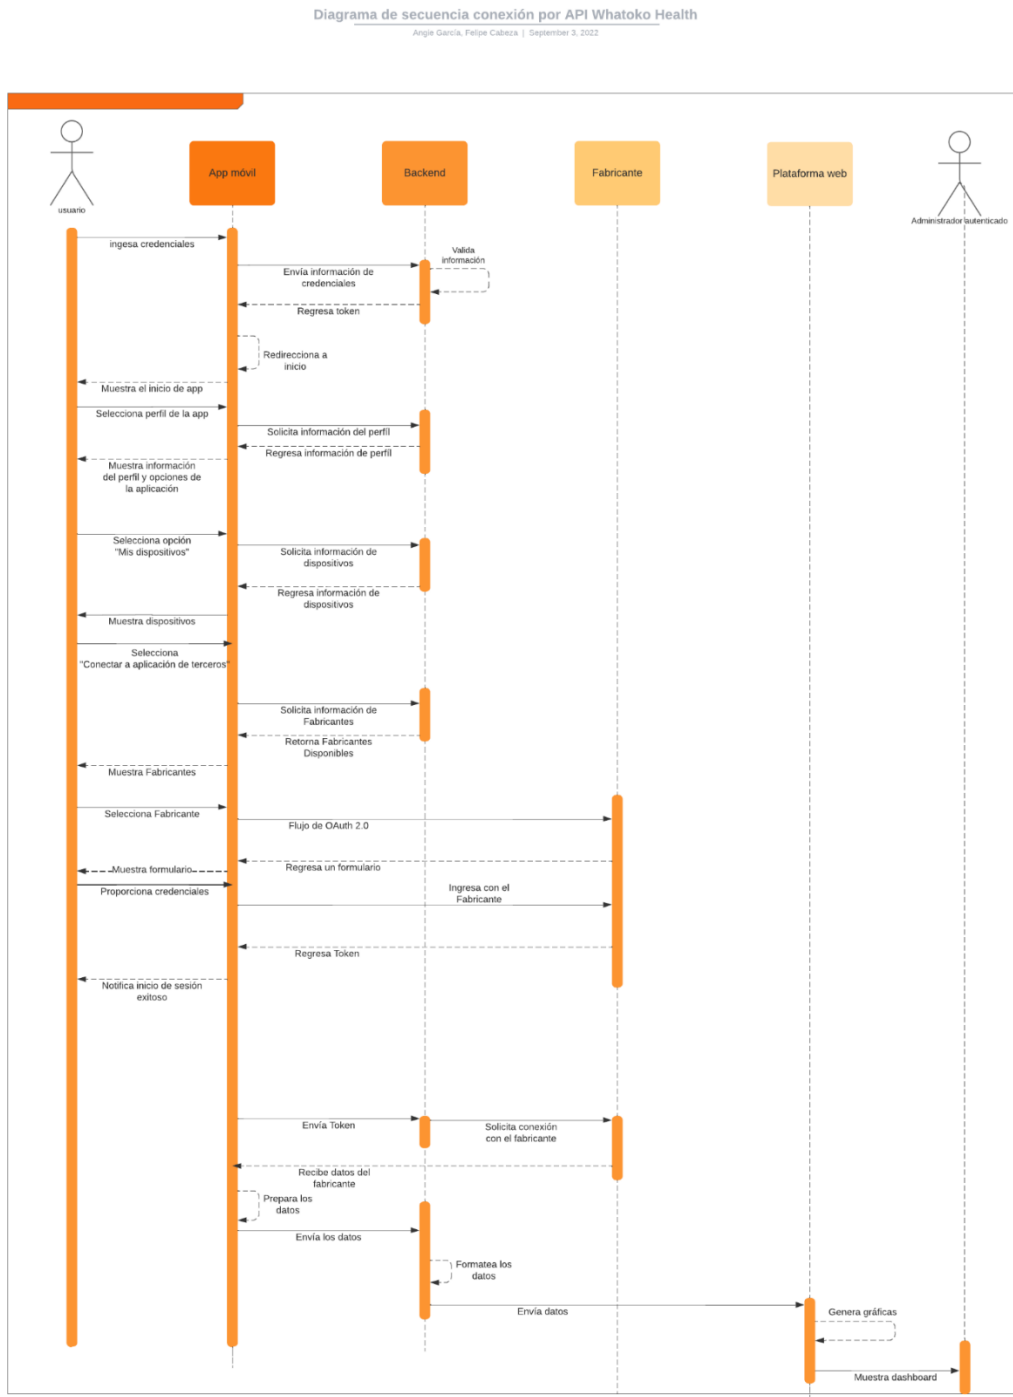 Diagrama de secuencia conexión por API Whatoko Health
Angie García, Felipe Cabeza | September 3, 2022
usuario
App móvil
Backend
Fabricante
Plataforma web
Administrador autenticado
ingesa credenciales
Valida
información
Envía información de
credenciales
Regresa token
Redirecciona a
inicio
Muestra el inicio de app
Selecciona perfil de la app
Solicita información del perfil
Regresa información de perfil
Muestra información
del perfil y opciones de
la aplicación
Selecciona opción
"Mis dispositivos"
Solicita información de
dispositivos
Regresa información de
dispositivos
Muestra dispositivos
Selecciona
"Conectar a aplicación de terceros"
Solicita información de
Fabricantes
Retorna Fabricantes
Disponibles
Muestra Fabricantes
Selecciona Fabricante
Flujo de OAuth 2.0
Regresa un formulario
Muestra formulario
Proporciona credenciales
Ingresa con el
Fabricante
Regresa Token
Notifica inicio de sesión
exitoso
Envía Token
Solicita conexión
con el fabricante
Recibe datos del
fabricante
Prepara los
datos
Envía los datos
Formatea los
datos
Envía datos
Genera gráficas
Muestra dashboard